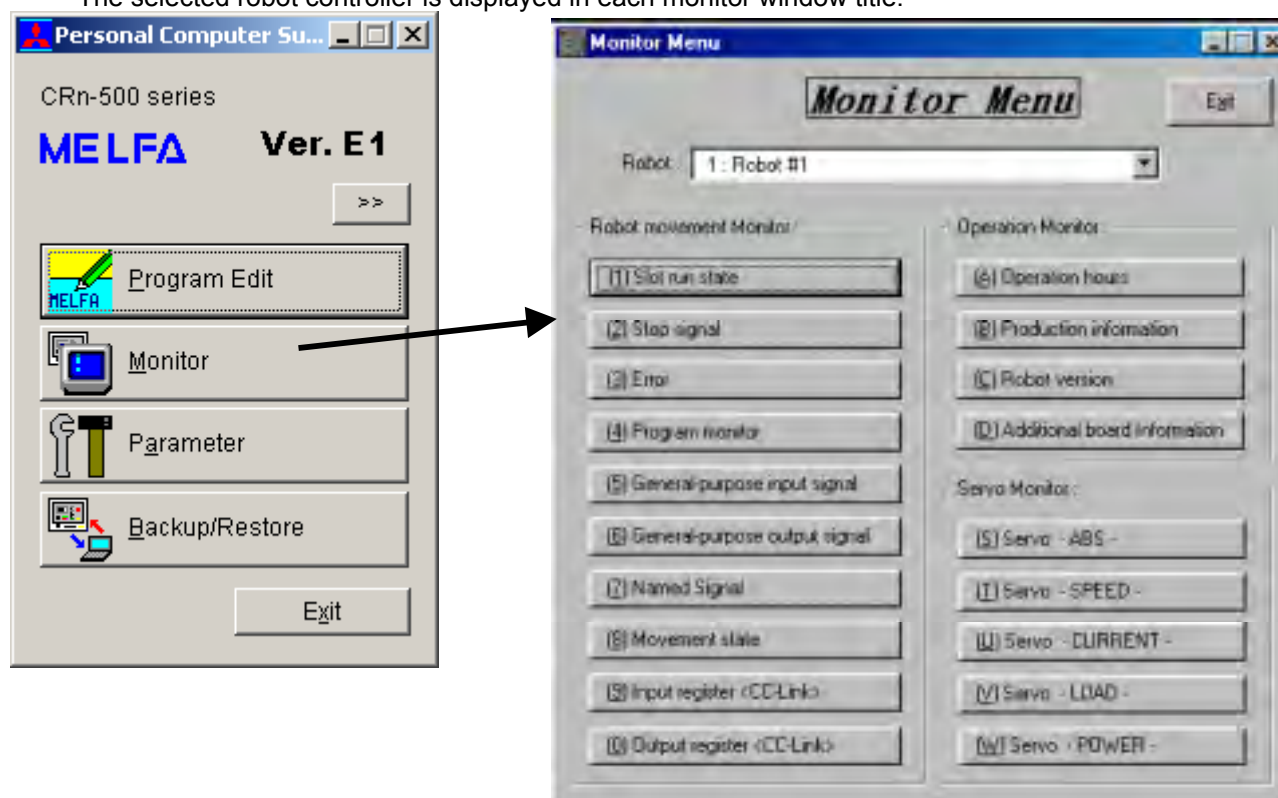 The selected robot controller is displayed in each monitor window title.
Personal Computer Su...
CRn-500 series
MELFA Ver. E1
>>
MELFA
Program Edit
Monitor
Parameter
Backup/Restore
Exit
Monitor Menu
Monitor Menu
Exit
Robot 1 : Robot #1
Robot movement Monitor
[1] Slot run state
[2] Stop signal
[3] Error
[4] Program monitor
[5] General-purpose input signal
[6] General-purpose output signal
[7] Named Signal
[8] Movement state
[9] Input register <CC-Link>
[0] Output register <CC-Link>
Operation Monitor
[A] Operation hours
[B] Production information
[C] Robot version
[D] Additional board information
Servo Monitor :
[S] Servo - ABS -
[T] Servo - SPEED -
[U] Servo - CURRENT -
[V] Servo - LOAD -
[W] Servo - POWER -